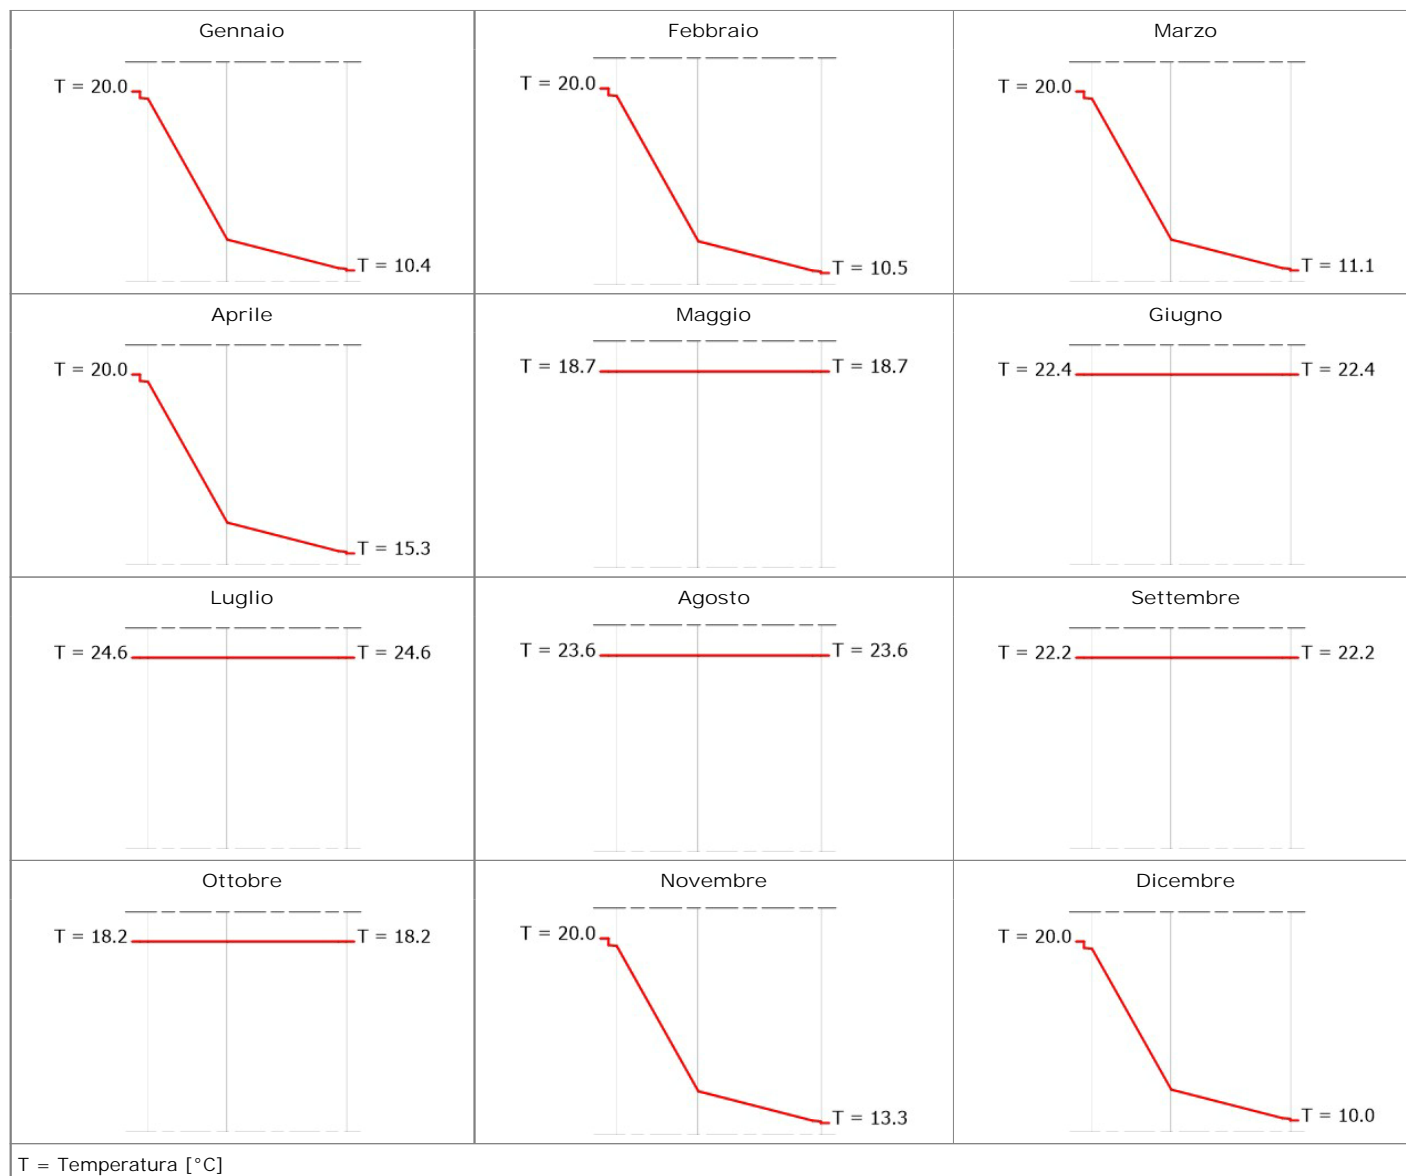 Gennaio
Febbraio
Marzo
T = 20.0
T = 10.4
T = 20.0
T = 10.5
T = 20.0
T = 11.1
Aprile
Maggio
Giugno
T = 20.0
T = 15.3
T = 18.7
T = 18.7
T = 22.4
T = 22.4
Luglio
Agosto
Settembre
T = 24.6
T = 24.6
T = 23.6
T = 23.6
T = 22.2
T = 22.2
Ottobre
Novembre
Dicembre
T = 18.2
T = 18.2
T = 20.0
T = 13.3
T = 20.0
T = 10.0
T = Temperatura [°C]